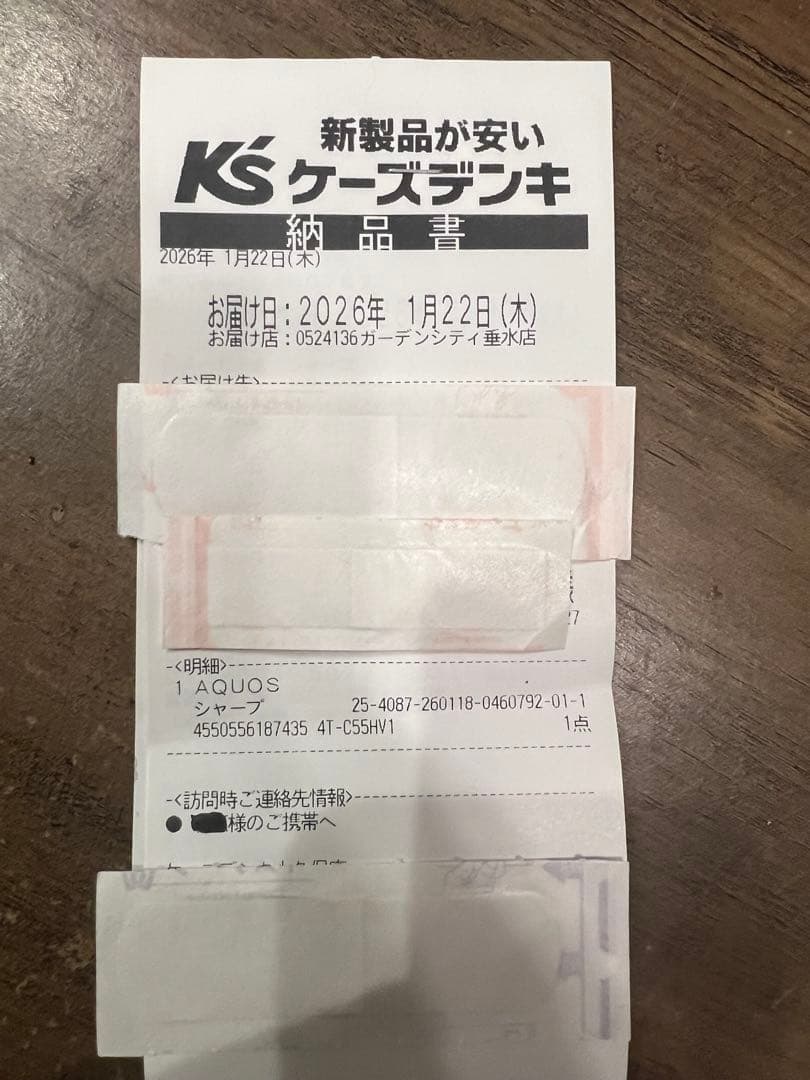 新製品が安い
K's ケーズデンキ
納品書
2026年 1月22日(木)
お届け日：2026年 1月22日(木)
お届け店：0524136ガーデンシティ垂水店
-<お届け先>-
27
-<明細>-
1 AQUOS
シャープ 25-4087-260118-0460792-01-1
4550556187435 4T-C55HV1 1点
-<訪問時ご連絡先情報>-
● 様のご携帯へ